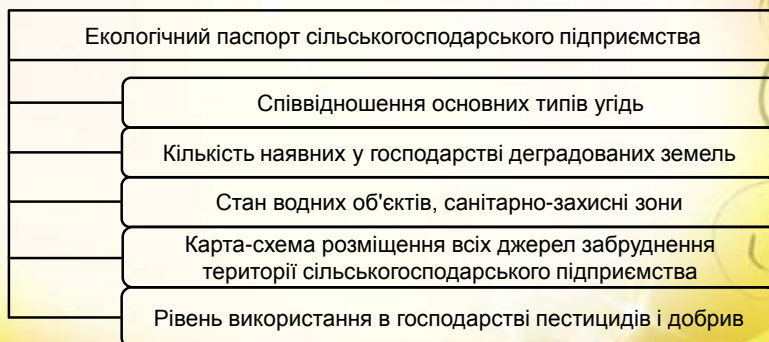 Екологічний паспорт сільськогосподарського підприємства
Співвідношення основних типів угідь
Кількість наявних у господарстві деградованих земель
Стан водних об'єктів, санітарно-захисні зони
Карта-схема розміщення всіх джерел забруднення
території сільськогосподарського підприємства
Рівень використання в господарстві пестицидів і добрив